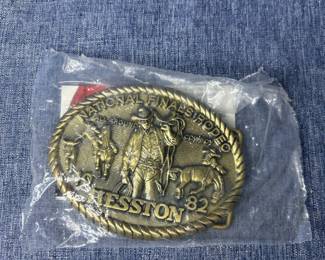 NATIONAL FINALS RODEO
HESSTON
82